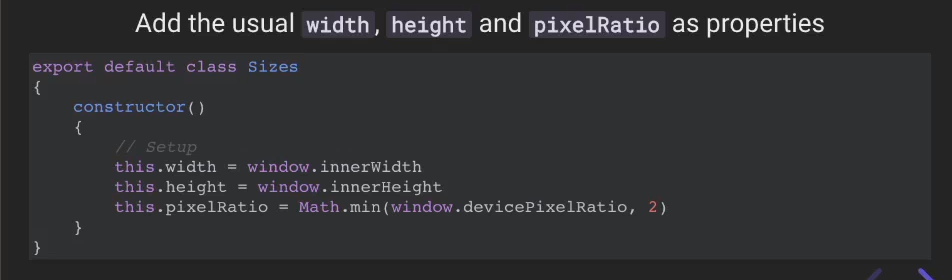 Add the usual width, height and pixelRatio as properties
export default class Sizes
{
    constructor()
    {
        // Setup
        this.width = window.innerWidth
        this.height = window.innerHeight
        this.pixelRatio = Math.min(window.devicePixelRatio, 2)
    }
}